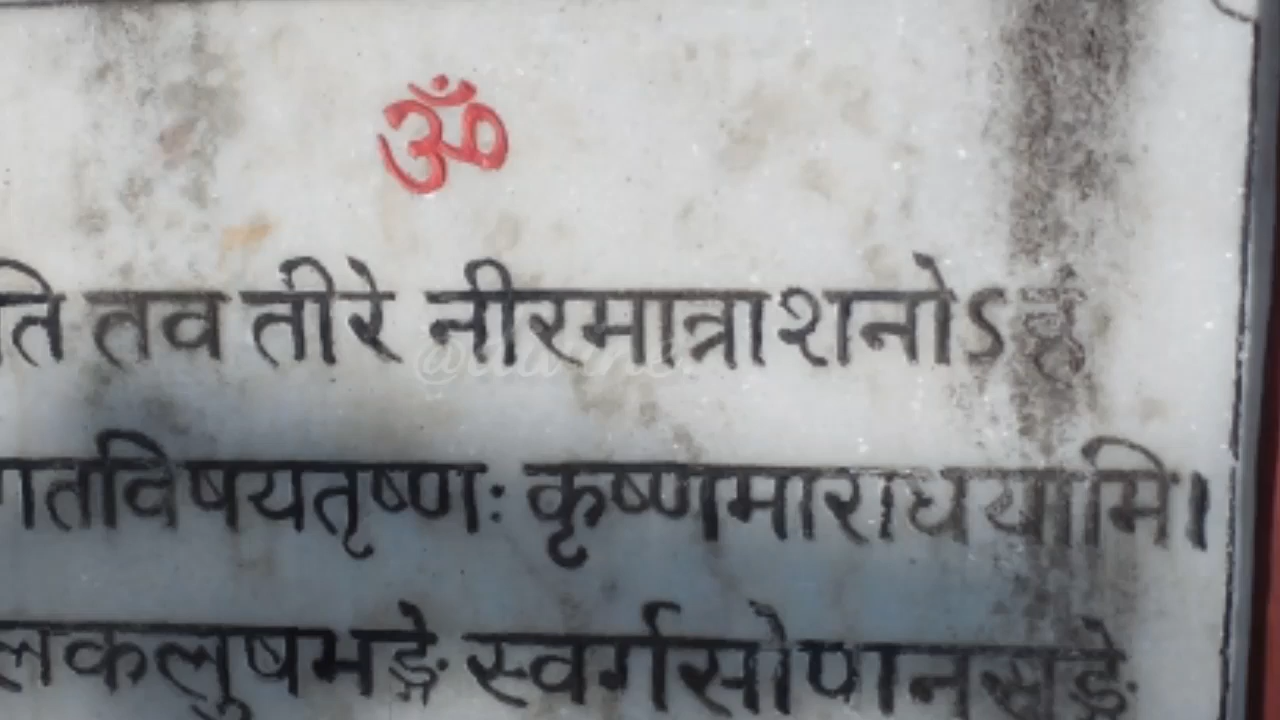 ॐ
ति तव तीरे नीरमात्राशनोऽहं
गतविषयतृष्णः कृष्णमाराधयामि।
लकलुषभङ्गे स्वर्गसोपानसङ्गे